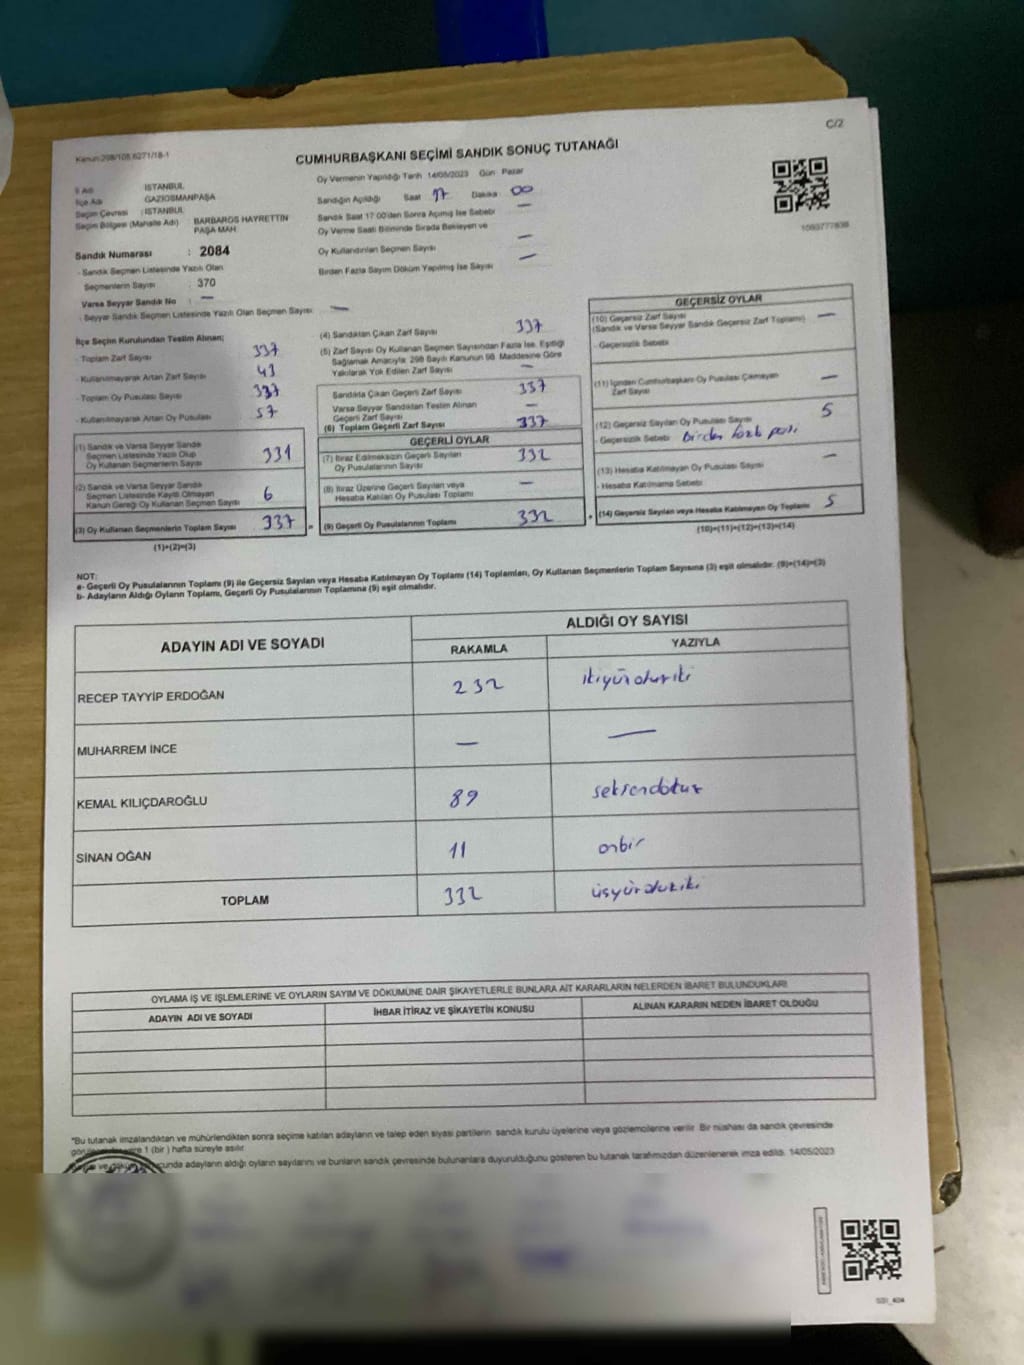 C/2
Kanun:298/105,6271/18-1
CUMHURBAŞKANI SEÇİMİ SANDIK SONUÇ TUTANAĞI
İl Adı : İSTANBUL
İlçe Adı : GAZİOSMANPAŞA
Seçim Çevresi : İSTANBUL
Seçim Bölgesi (Mahalle Adı) : BARBAROS HAYRETTİN PAŞA MAH.
Sandık Numarası : 2084
- Sandık Seçmen Listesinde Yazılı Olan
Seçmenlerin Sayısı : 370
Varsa Seyyar Sandık No : —
- Seyyar Sandık Seçmen Listesinde Yazılı Olan Seçmen Sayısı: —
Oy Vermenin Yapıldığı Tarih 14/05/2023 Gün Pazar
Sandığın Açıldığı Saat 17 Dakika : 00
Sandık Saat 17:00'den Sonra Açılmış İse Sebebi —
Oy Verme Saati Bitiminde Sırada Bekleyen ve
Oy Kullandırılan Seçmen Sayısı —
Birden Fazla Sayım Döküm Yapılmış İse Sayısı —
1093777838
İlçe Seçim Kurulundan Teslim Alınan;
- Toplam Zarf Sayısı 337
- Kullanılmayarak Artan Zarf Sayısı 43
- Toplam Oy Pusulası Sayısı 337
- Kullanılmayarak Artan Oy Pusulası 57
(1) Sandık ve Varsa Seyyar Sandık
Seçmen Listesinde Yazılı Olup
Oy Kullanan Seçmenlerin Sayısı 331
(2) Sandık ve Varsa Seyyar Sandık
Seçmen Listesinde Kayıtlı Olmayan
Kanun Gereği Oy Kullanan Seçmen Sayısı 6
(3) Oy Kullanan Seçmenlerin Toplam Sayısı 337 =
(1)+(2)=(3)
(4) Sandıktan Çıkan Zarf Sayısı 337
(5) Zarf Sayısı Oy Kullanan Seçmen Sayısından Fazla İse, Eşitliği
Sağlamak Amacıyla; 298 Sayılı Kanunun 98. Maddesine Göre
Yakılarak Yok Edilen Zarf Sayısı —
Sandıkta Çıkan Geçerli Zarf Sayısı 337
Varsa Seyyar Sandıktan Teslim Alınan
Geçerli Zarf Sayısı —
(6) Toplam Geçerli Zarf Sayısı 337
GEÇERLİ OYLAR
(7) İtiraz Edilmeksizin Geçerli Sayılan
Oy Pusulalarının Sayısı 332
(8) İtiraz Üzerine Geçerli Sayılan veya
Hesaba Katılan Oy Pusulası Toplamı —
(9) Geçerli Oy Pusulalarının Toplamı 332 +
GEÇERSİZ OYLAR
(10) Geçersiz Zarf Sayısı —
(Sandık ve Varsa Seyyar Sandık Geçersiz Zarf Toplamı)
- Geçersizlik Sebebi
(11) İçinden Cumhurbaşkanı Oy Pusulası Çıkmayan
Zarf Sayısı —
(12) Geçersiz Sayılan Oy Pusulası Sayısı 5
- Geçersizlik Sebebi birden fazla
(13) Hesaba Katılmayan Oy Pusulası Sayısı —
- Hesaba Katılmama Sebebi
(14) Geçersiz Sayılan veya Hesaba Katılmayan Oy Toplamı 5
(10)+(11)+(12)+(13)=(14)
NOT:
a- Geçerli Oy Pusulalarının Toplamı (9) ile Geçersiz Sayılan veya Hesaba Katılmayan Oy Toplamı (14) Toplamları, Oy Kullanan Seçmenlerin Toplam Sayısına (3) eşit olmalıdır. (9)+(14)=(3)
b- Adayların Aldığı Oyların Toplamı, Geçerli Oy Pusulalarının Toplamına (9) eşit olmalıdır.
ADAYIN ADI VE SOYADI
ALDIĞI OY SAYISI
RAKAMLA YAZIYLA
RECEP TAYYİP ERDOĞAN 232 ikiyüzotuziki
MUHARREM İNCE — —
KEMAL KILIÇDAROĞLU 89 seksendokuz
SİNAN OĞAN 11 onbir
TOPLAM 332 üçyüzotuziki
OYLAMA İŞ VE İŞLEMLERİNE VE OYLARIN SAYIM VE DÖKÜMÜNE DAİR ŞİKAYETLERLE BUNLARA AİT KARARLARIN NELERDEN İBARET BULUNDUKLARI
ADAYIN ADI VE SOYADI İHBAR İTİRAZ VE ŞİKAYETİN KONUSU ALINAN KARARIN NEDEN İBARET OLDUĞU
*Bu tutanak imzalandıktan ve mühürlendikten sonra seçime katılan adayların ve talep eden siyasi partilerin sandık kurulu üyelerine veya gözlemcilerine verilir. Bir nüshası da sandık çevresinde
1 (bir) hafta süreyle asılır.
ve döküm sonucunda adayların aldığı oyların sayılarını ve bunların sandık çevresinde bulunanlara duyurulduğunu gösteren bu tutanak tarafımızdan düzenlenerek imza edildi. 14/05/2023